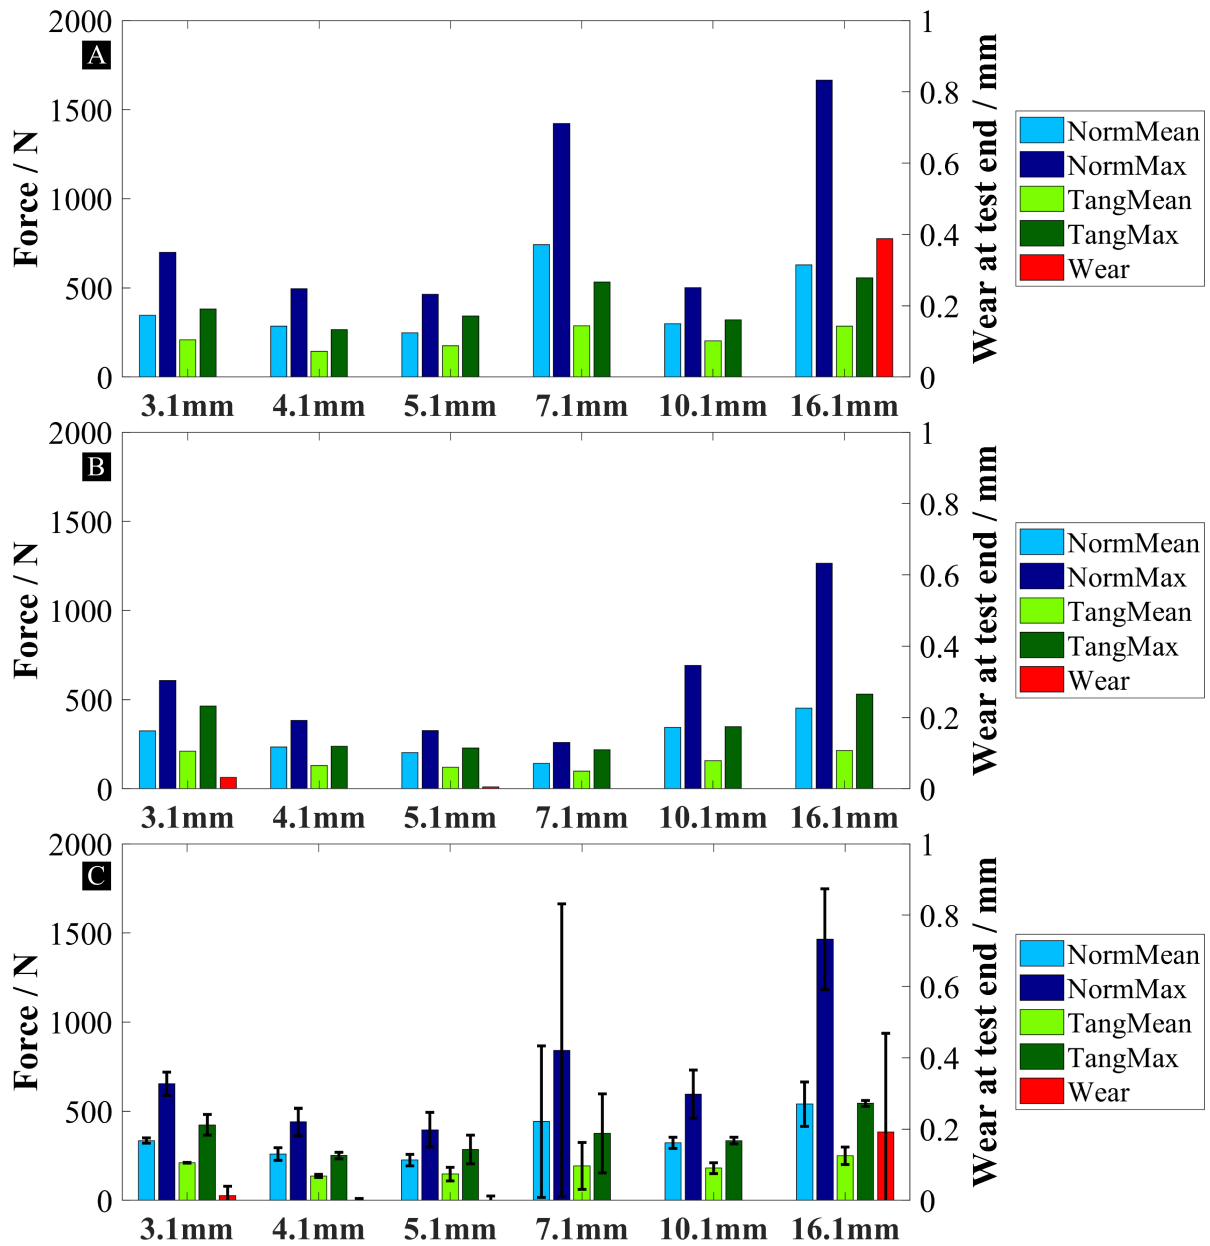 A
Force / N
2000
1500
1000
500
0
3.1mm 4.1mm 5.1mm 7.1mm 10.1mm 16.1mm
1
0.8
0.6
0.4
0.2
0
Wear at test end / mm
NormMean
NormMax
TangMean
TangMax
Wear
B
Force / N
2000
1500
1000
500
0
3.1mm 4.1mm 5.1mm 7.1mm 10.1mm 16.1mm
1
0.8
0.6
0.4
0.2
0
Wear at test end / mm
NormMean
NormMax
TangMean
TangMax
Wear
C
Force / N
2000
1500
1000
500
0
3.1mm 4.1mm 5.1mm 7.1mm 10.1mm 16.1mm
1
0.8
0.6
0.4
0.2
0
Wear at test end / mm
NormMean
NormMax
TangMean
TangMax
Wear